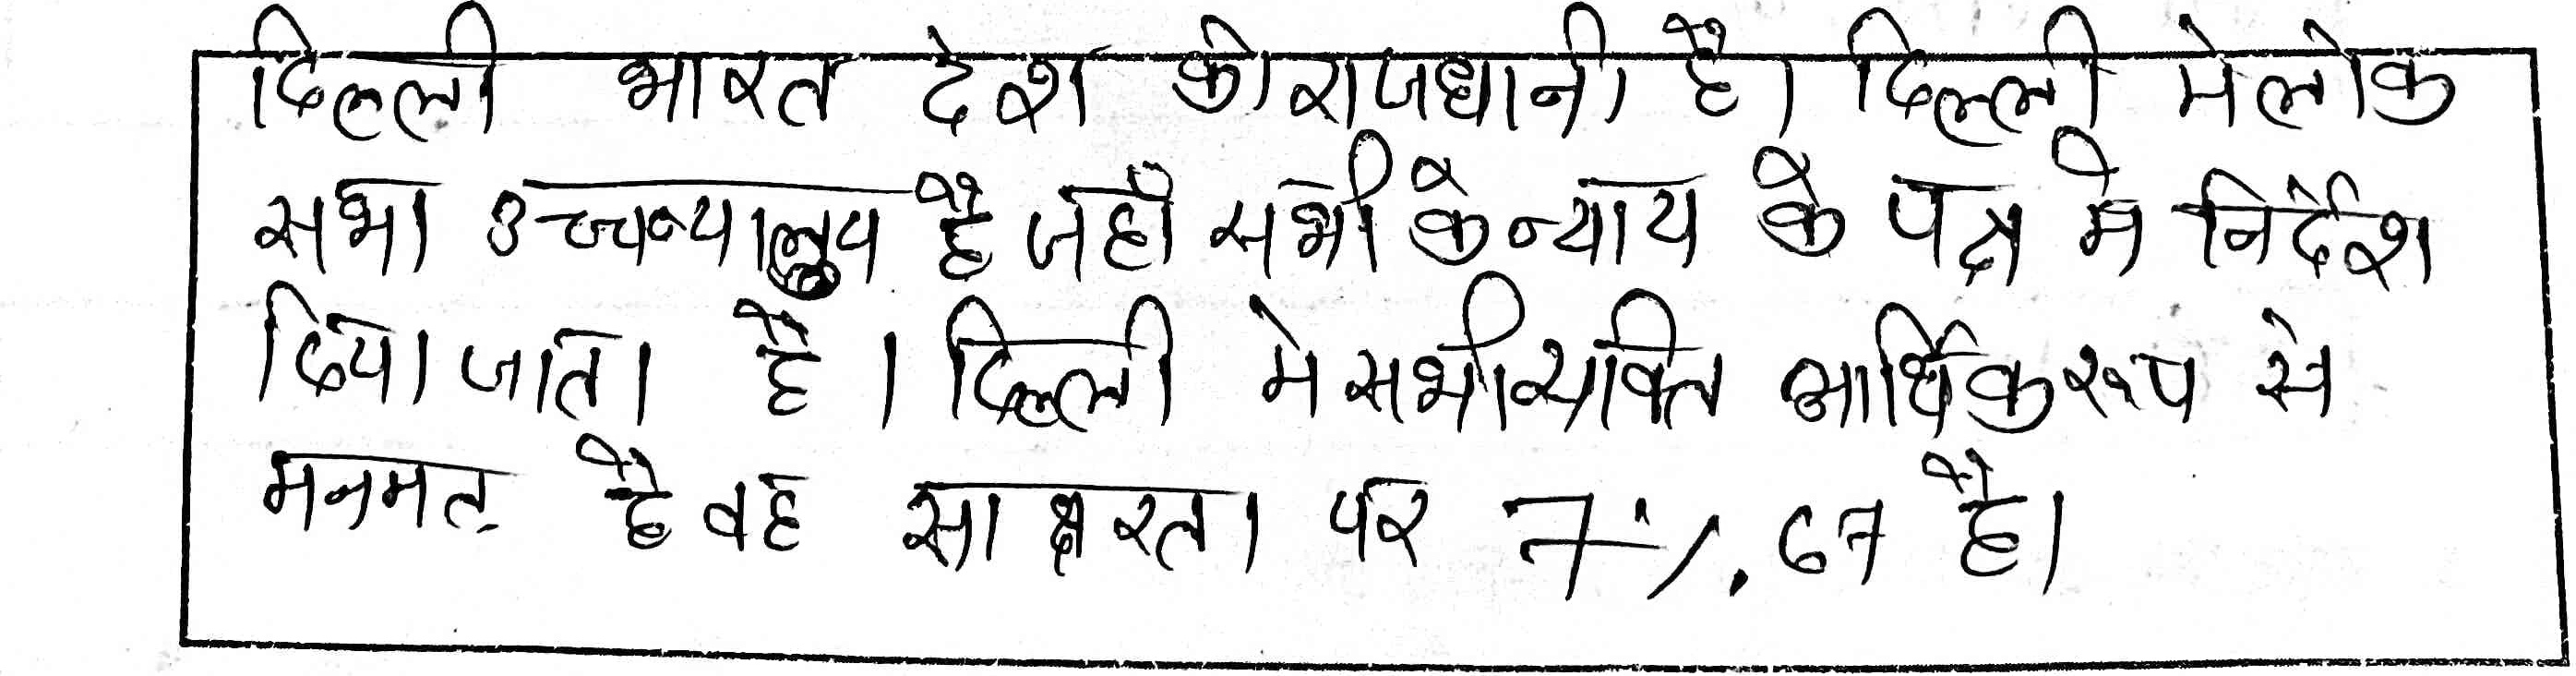 दिल्ली भारत देश की राजधानी है। दिल्ली मे लोक
सभा उच्चन्यालय है जहाँ सभी के न्याय के पक्ष मे निर्देश
दिया जाता है। दिल्ली मे सभी व्यक्ति आर्थिक रूप से
मनमत है वह साक्षरता पर 7%.67 है।